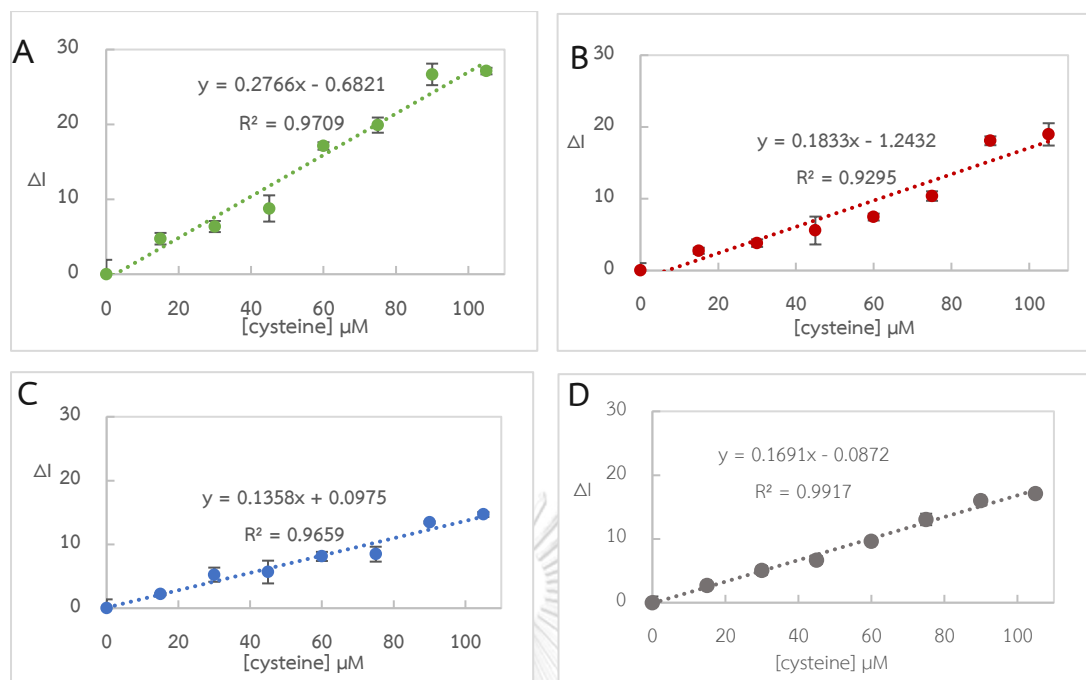 A
30
20
10
0
ΔI
y = 0.2766x - 0.6821
R² = 0.9709
0 20 40 60 80 100
[cysteine] µM
B
30
20
10
0
ΔI
y = 0.1833x - 1.2432
R² = 0.9295
0 20 40 60 80 100
[cysteine] µM
C
30
20
10
0
ΔI
y = 0.1358x + 0.0975
R² = 0.9659
0 20 40 60 80 100
[cysteine] µM
D
30
20
10
0
ΔI
y = 0.1691x - 0.0872
R² = 0.9917
0 20 40 60 80 100
[cysteine] µM